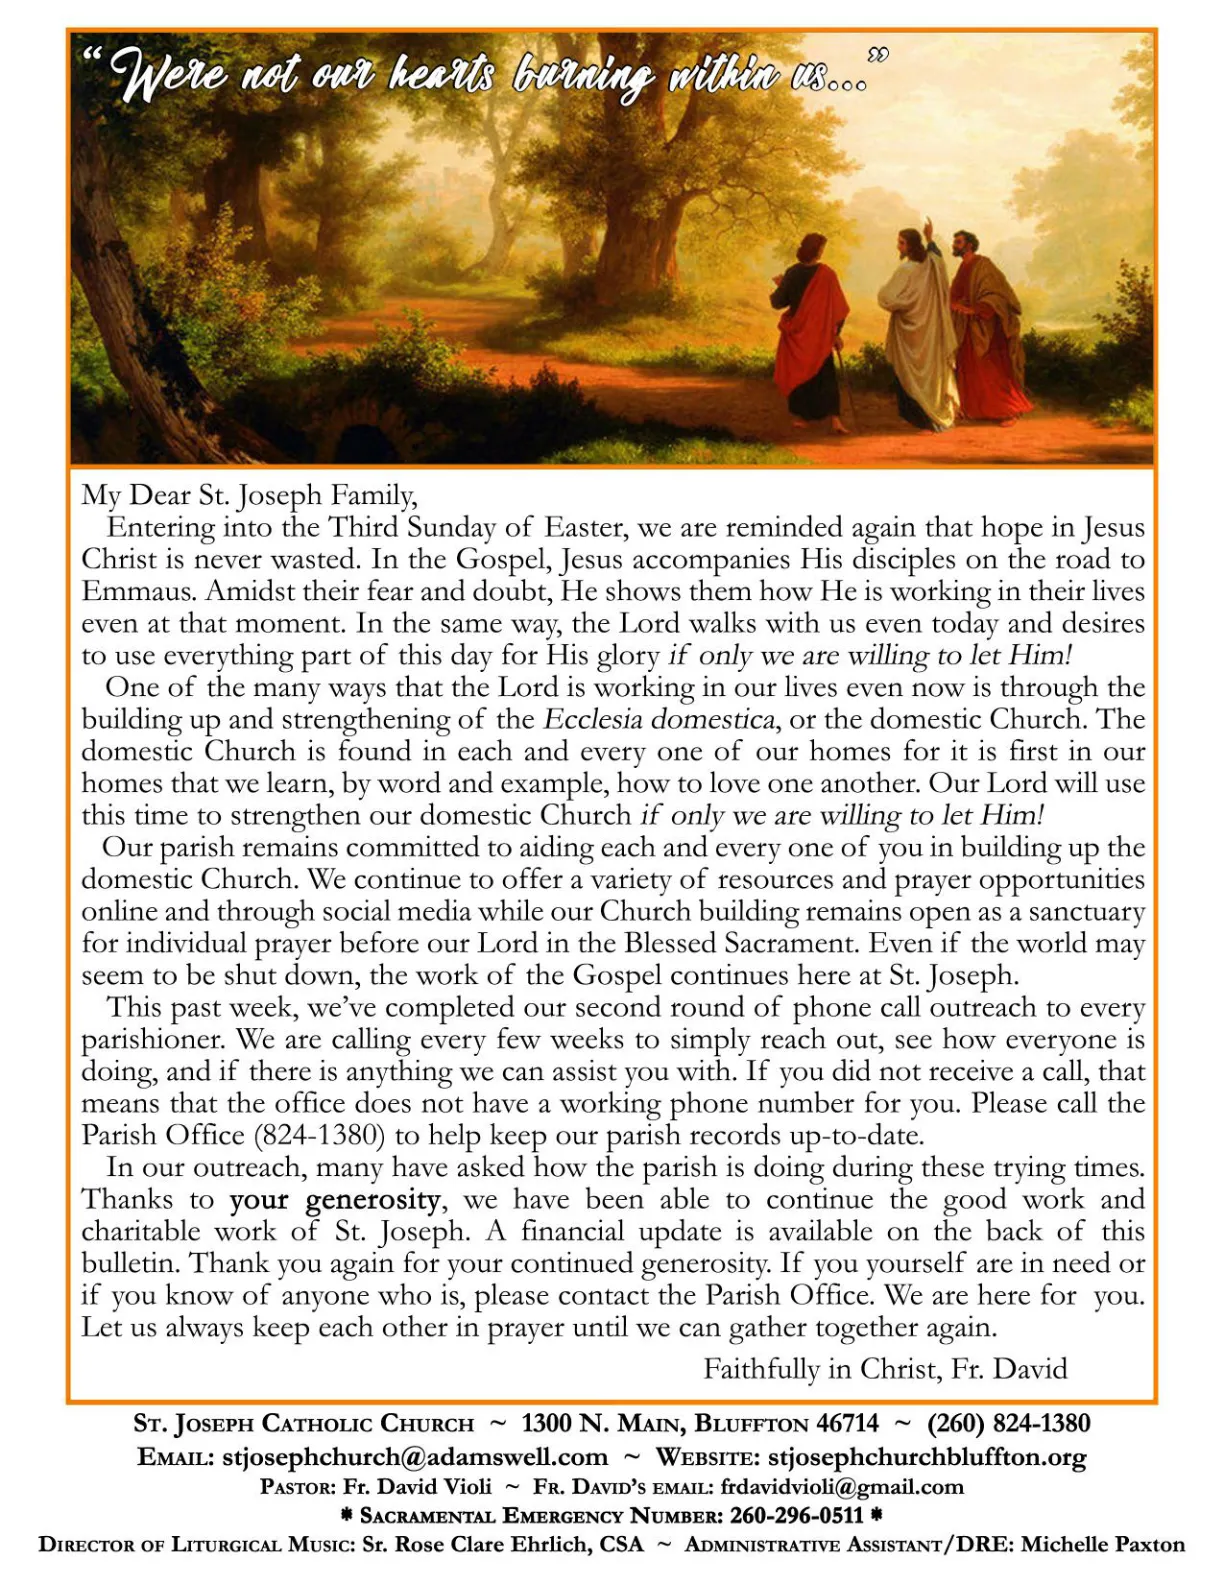 “Were not our hearts burning within us...”
My Dear St. Joseph Family,
Entering into the Third Sunday of Easter, we are reminded again that hope in Jesus
Christ is never wasted. In the Gospel, Jesus accompanies His disciples on the road to
Emmaus. Amidst their fear and doubt, He shows them how He is working in their lives
even at that moment. In the same way, the Lord walks with us even today and desires
to use everything part of this day for His glory if only we are willing to let Him!
One of the many ways that the Lord is working in our lives even now is through the
building up and strengthening of the Ecclesia domestica, or the domestic Church. The
domestic Church is found in each and every one of our homes for it is first in our
homes that we learn, by word and example, how to love one another. Our Lord will use
this time to strengthen our domestic Church if only we are willing to let Him!
Our parish remains committed to aiding each and every one of you in building up the
domestic Church. We continue to offer a variety of resources and prayer opportunities
online and through social media while our Church building remains open as a sanctuary
for individual prayer before our Lord in the Blessed Sacrament. Even if the world may
seem to be shut down, the work of the Gospel continues here at St. Joseph.
This past week, we’ve completed our second round of phone call outreach to every
parishioner. We are calling every few weeks to simply reach out, see how everyone is
doing, and if there is anything we can assist you with. If you did not receive a call, that
means that the office does not have a working phone number for you. Please call the
Parish Office (824-1380) to help keep our parish records up-to-date.
In our outreach, many have asked how the parish is doing during these trying times.
Thanks to your generosity, we have been able to continue the good work and
charitable work of St. Joseph. A financial update is available on the back of this
bulletin. Thank you again for your continued generosity. If you yourself are in need or
if you know of anyone who is, please contact the Parish Office. We are here for you.
Let us always keep each other in prayer until we can gather together again.
Faithfully in Christ, Fr. David
St. Joseph Catholic Church ~ 1300 N. Main, Bluffton 46714 ~ (260) 824-1380
Email: stjosephchurch@adamswell.com ~ Website: stjosephchurchbluffton.org
Pastor: Fr. David Violi ~ Fr. David’s email: frdavidvioli@gmail.com
* Sacramental Emergency Number: 260-296-0511 *
Director of Liturgical Music: Sr. Rose Clare Ehrlich, CSA ~ Administrative Assistant/DRE: Michelle Paxton